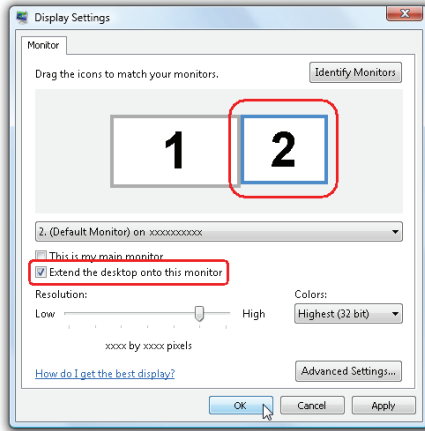 Display Settings
Monitor
Drag the icons to match your monitors.
Identify Monitors
1
2
2. (Default Monitor) on xxxxxxxxxx
This is my main monitor
Extend the desktop onto this monitor
Resolution:
Colors:
Low
High
Highest (32 bit)
xxxx by xxxx pixels
How do I get the best display?
Advanced Settings...
OK
Cancel
Apply